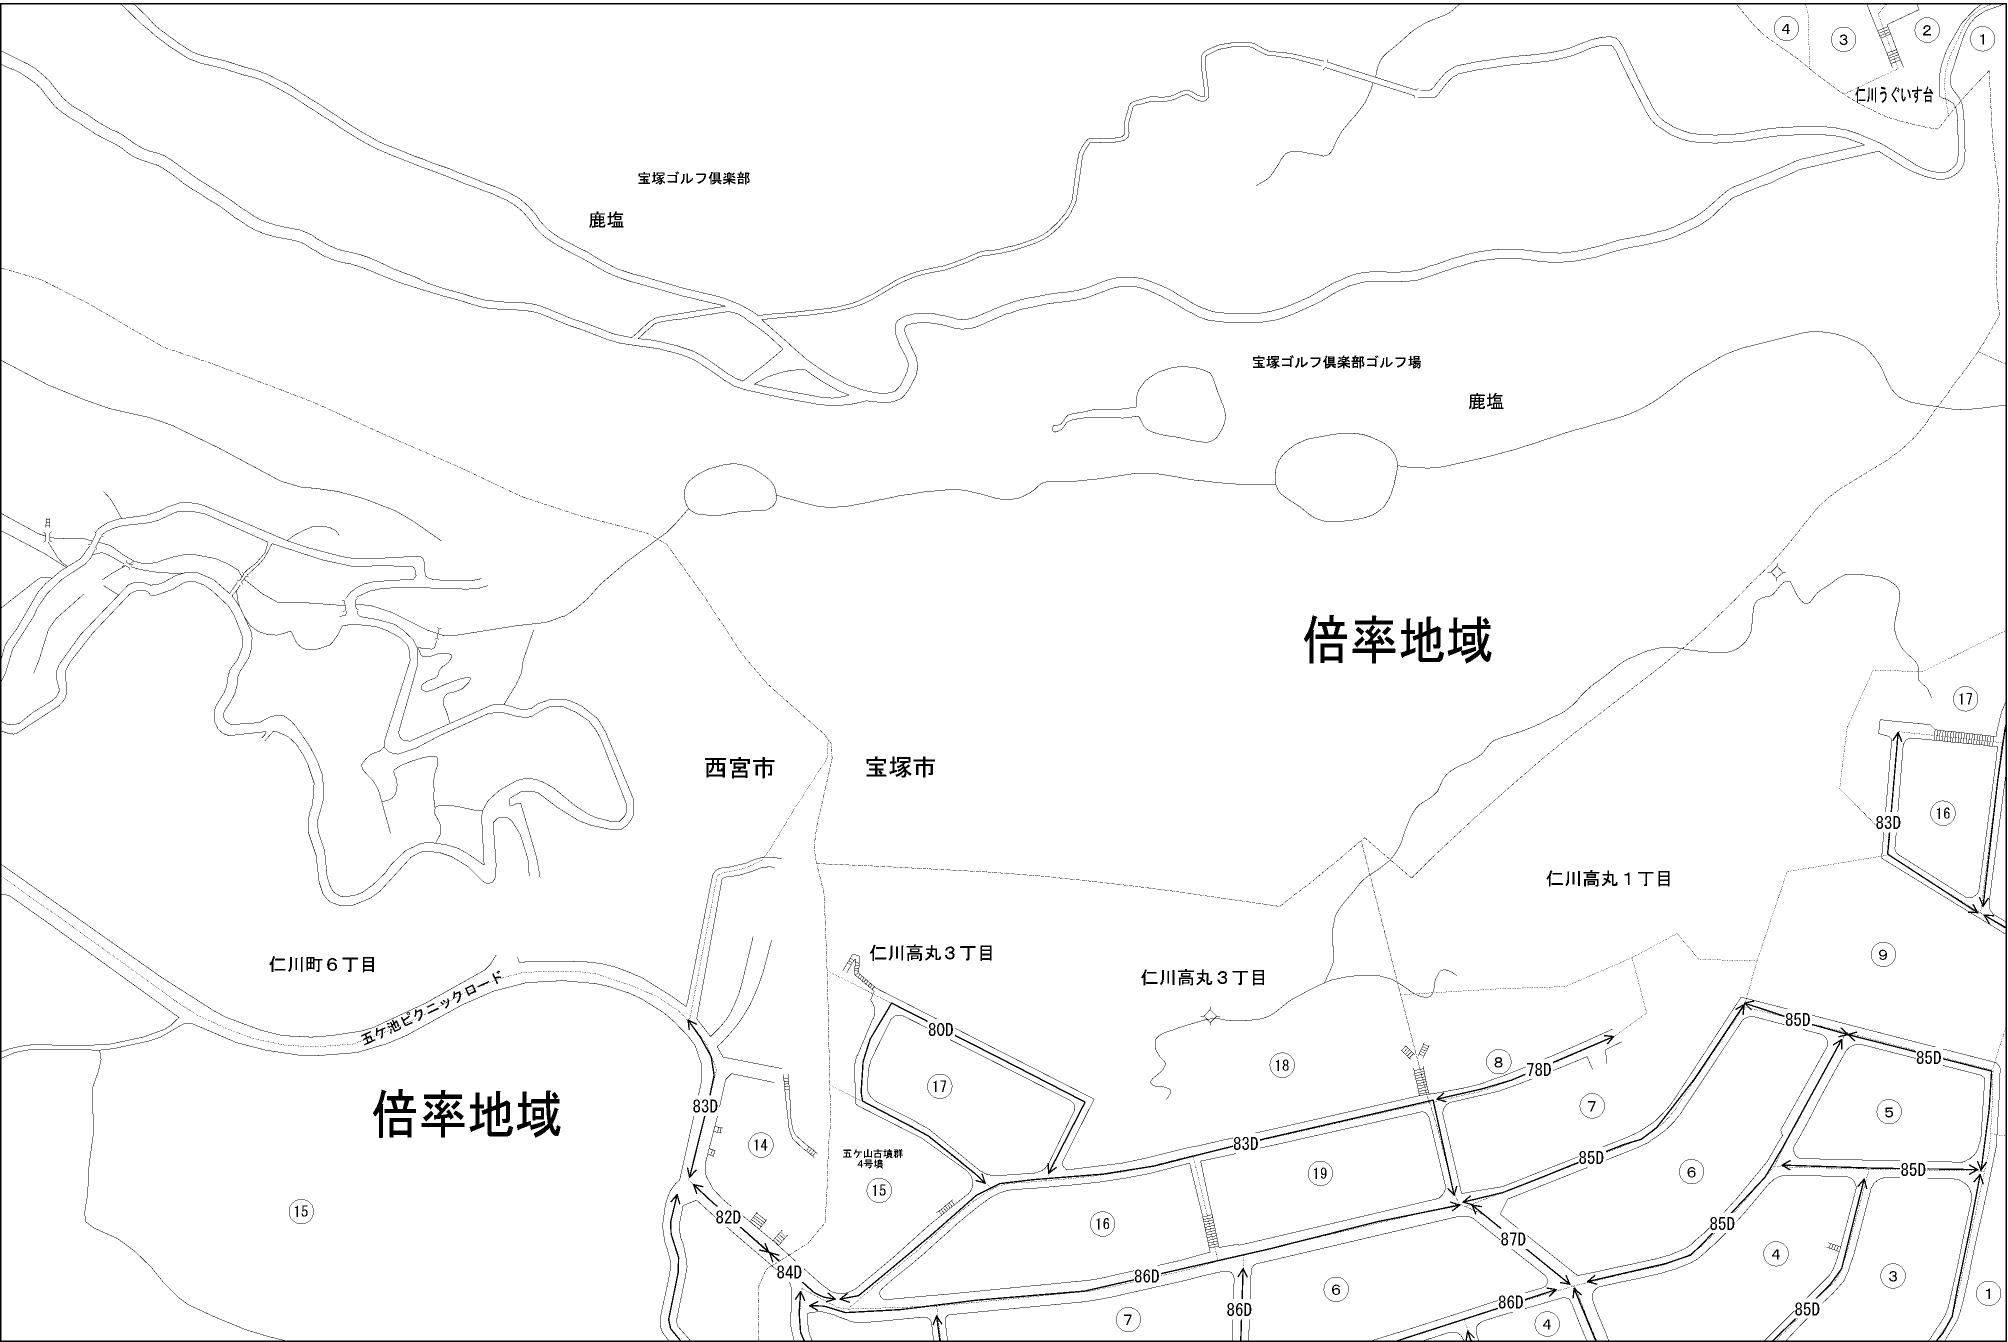 ④
③
②
①
仁川うぐいす台
宝塚ゴルフ倶楽部
鹿塩
宝塚ゴルフ倶楽部ゴルフ場
鹿塩
倍率地域
⑰
西宮市
宝塚市
⑯
83D
仁川高丸１丁目
仁川高丸３丁目
仁川町６丁目
仁川高丸３丁目
⑨
五ケ池ピクニックロード
80D
85D
85D
⑱
⑧
78D
⑰
倍率地域
83D
⑦
⑤
⑭
83D
五ケ山古墳群
4号墳
85D
85D
⑲
⑥
⑮
⑮
82D
⑯
85D
87D
④
84D
86D
③
⑥
①
86D
86D
85D
⑦
④